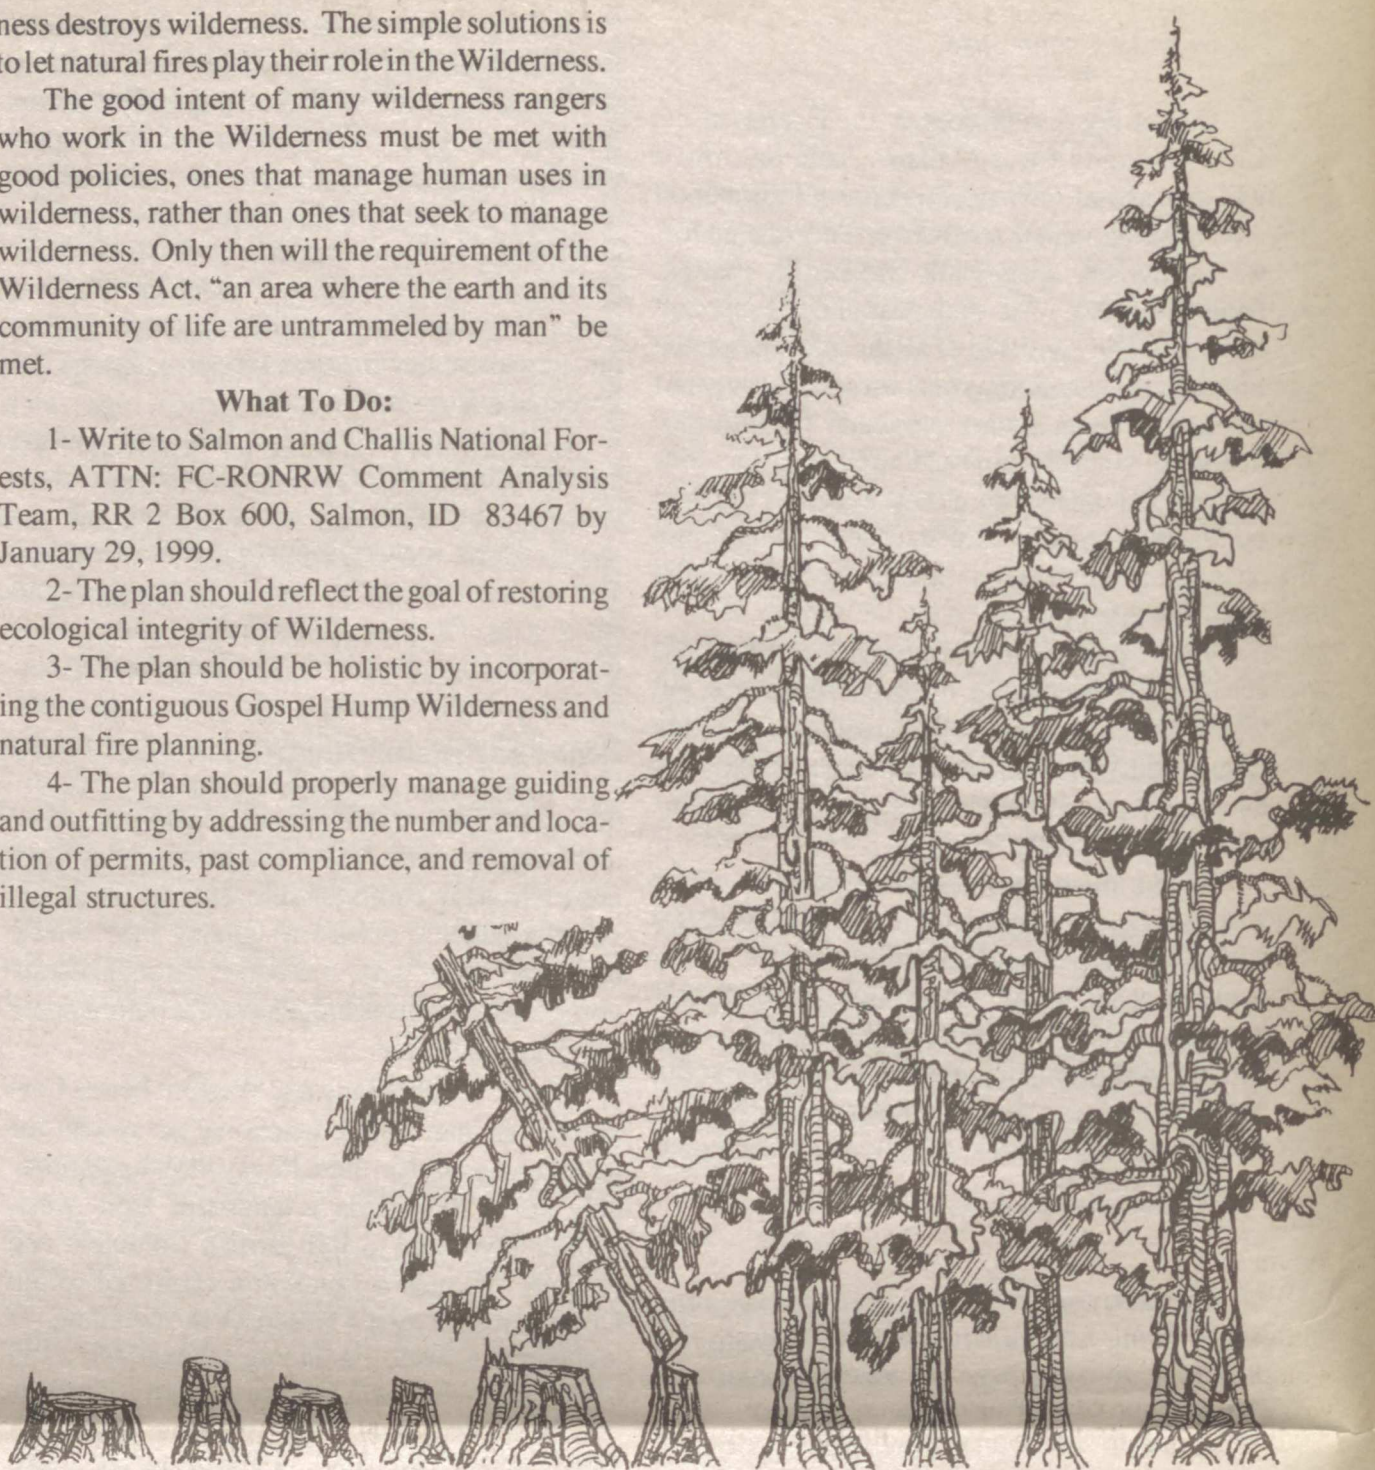 ness destroys wilderness. The simple solutions is
to let natural fires play their role in the Wilderness.
The good intent of many wilderness rangers
who work in the Wilderness must be met with
good policies, ones that manage human uses in
wilderness, rather than ones that seek to manage
wilderness. Only then will the requirement of the
Wilderness Act, “an area where the earth and its
community of life are untrammeled by man” be
met.
What To Do:
1- Write to Salmon and Challis National For-
ests, ATTN: FC-RONRW Comment Analysis
Team, RR 2 Box 600, Salmon, ID 83467 by
January 29, 1999.
2- The plan should reflect the goal of restoring
ecological integrity of Wilderness.
3- The plan should be holistic by incorporat-
ing the contiguous Gospel Hump Wilderness and
natural fire planning.
4- The plan should properly manage guiding
and outfitting by addressing the number and loca-
tion of permits, past compliance, and removal of
illegal structures.